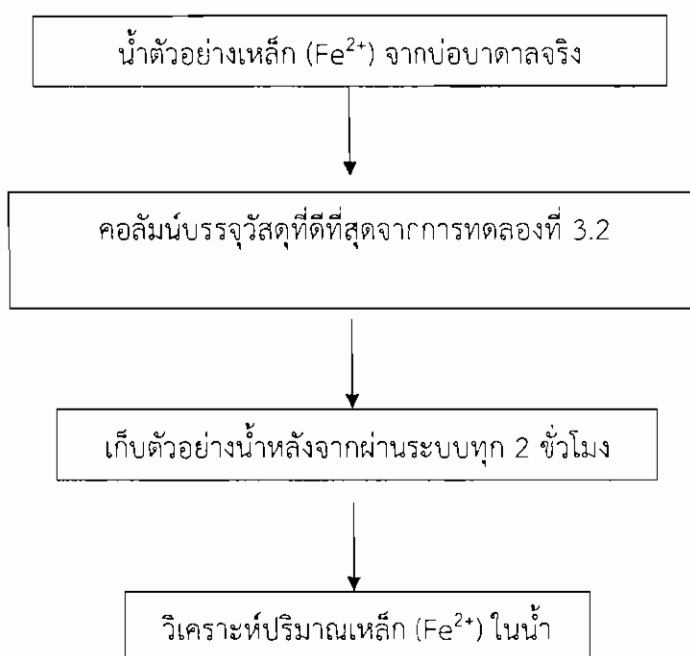 น้ำตัวอย่างเหล็ก (Fe²⁺) จากบ่อบาดาลจริง
คอลัมน์บรรจุวัสดุที่ดีที่สุดจากการทดลองที่ 3.2
เก็บตัวอย่างน้ำหลังจากผ่านระบบทุก 2 ชั่วโมง
วิเคราะห์ปริมาณเหล็ก (Fe²⁺) ในน้ำ